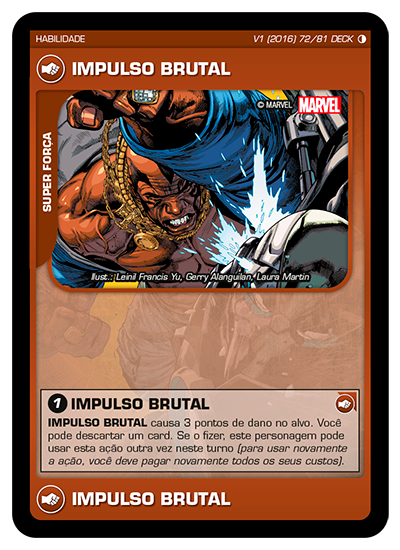 HABILIDADE
V1 (2016) 72/81 DECK
IMPULSO BRUTAL
© MARVEL MARVEL
SUPER FORÇA
Illust.: Leinil Francis Yu, Gerry Alanguilan, Laura Martin
1 IMPULSO BRUTAL
IMPULSO BRUTAL causa 3 pontos de dano no alvo. Você
pode descartar um card. Se o fizer, este personagem pode
usar esta ação outra vez neste turno (para usar novamente
a ação, você deve pagar novamente todos os seus custos).
IMPULSO BRUTAL